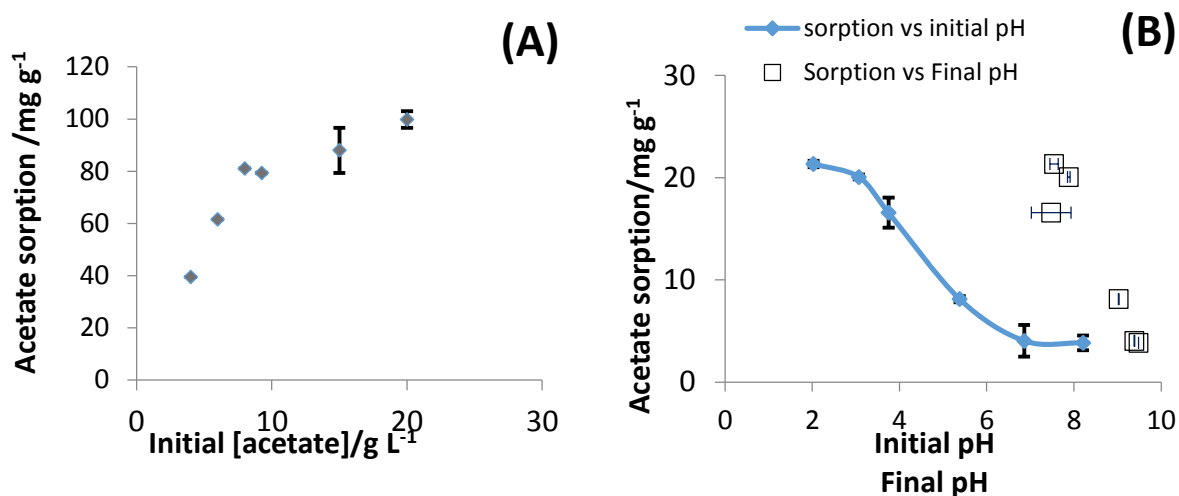 (A)
Acetate sorption /mg g-1
120
100
80
60
40
20
0
0 10 20 30
Initial [acetate]/g L-1
sorption vs initial pH
Sorption vs Final pH
(B)
Acetate sorption/mg g-1
30
20
10
0
0 2 4 6 8 10
Initial pH
Final pH